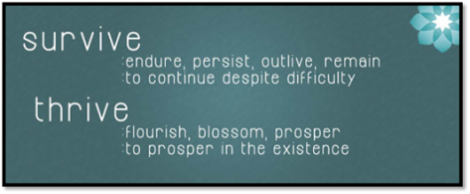 survive
:endure, persist, outlive, remain
:to continue despite difficulty
thrive
:flourish, blossom, prosper
:to prosper in the existence